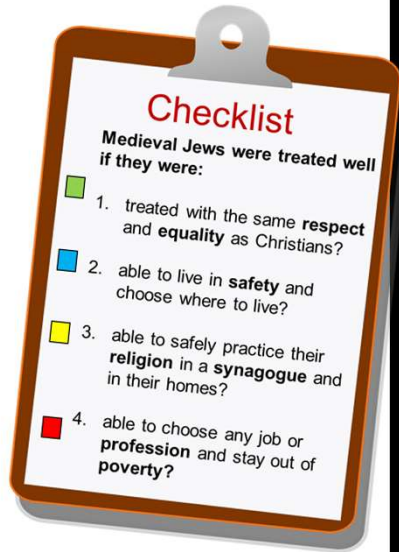 Checklist
Medieval Jews were treated well
if they were:
1. treated with the same respect
and equality as Christians?
2. able to live in safety and
choose where to live?
3. able to safely practice their
religion in a synagogue and
in their homes?
4. able to choose any job or
profession and stay out of
poverty?